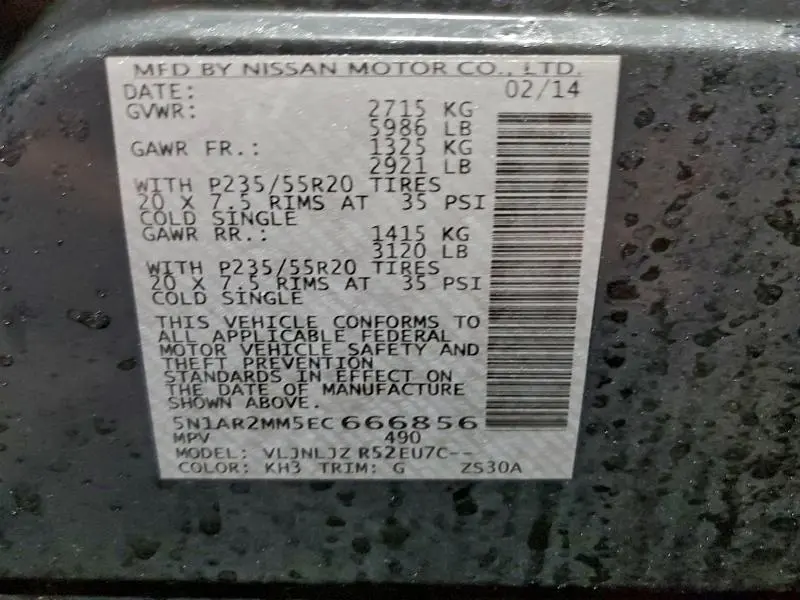 MFD BY NISSAN MOTOR CO., LTD.
DATE: 02/14
GVWR: 2715 KG
5986 LB
GAWR FR.: 1325 KG
2921 LB
WITH P235/55R20 TIRES
20 X 7.5 RIMS AT 35 PSI
COLD SINGLE
GAWR RR.: 1415 KG
3120 LB
WITH P235/55R20 TIRES
20 X 7.5 RIMS AT 35 PSI
COLD SINGLE
THIS VEHICLE CONFORMS TO
ALL APPLICABLE FEDERAL
MOTOR VEHICLE SAFETY AND
THEFT PREVENTION
STANDARDS IN EFFECT ON
THE DATE OF MANUFACTURE
SHOWN ABOVE.
5N1AR2MM5EC666856
MPV 490
MODEL: VLJNLJZ R52EU7C--
COLOR: KH3 TRIM: G ZS30A